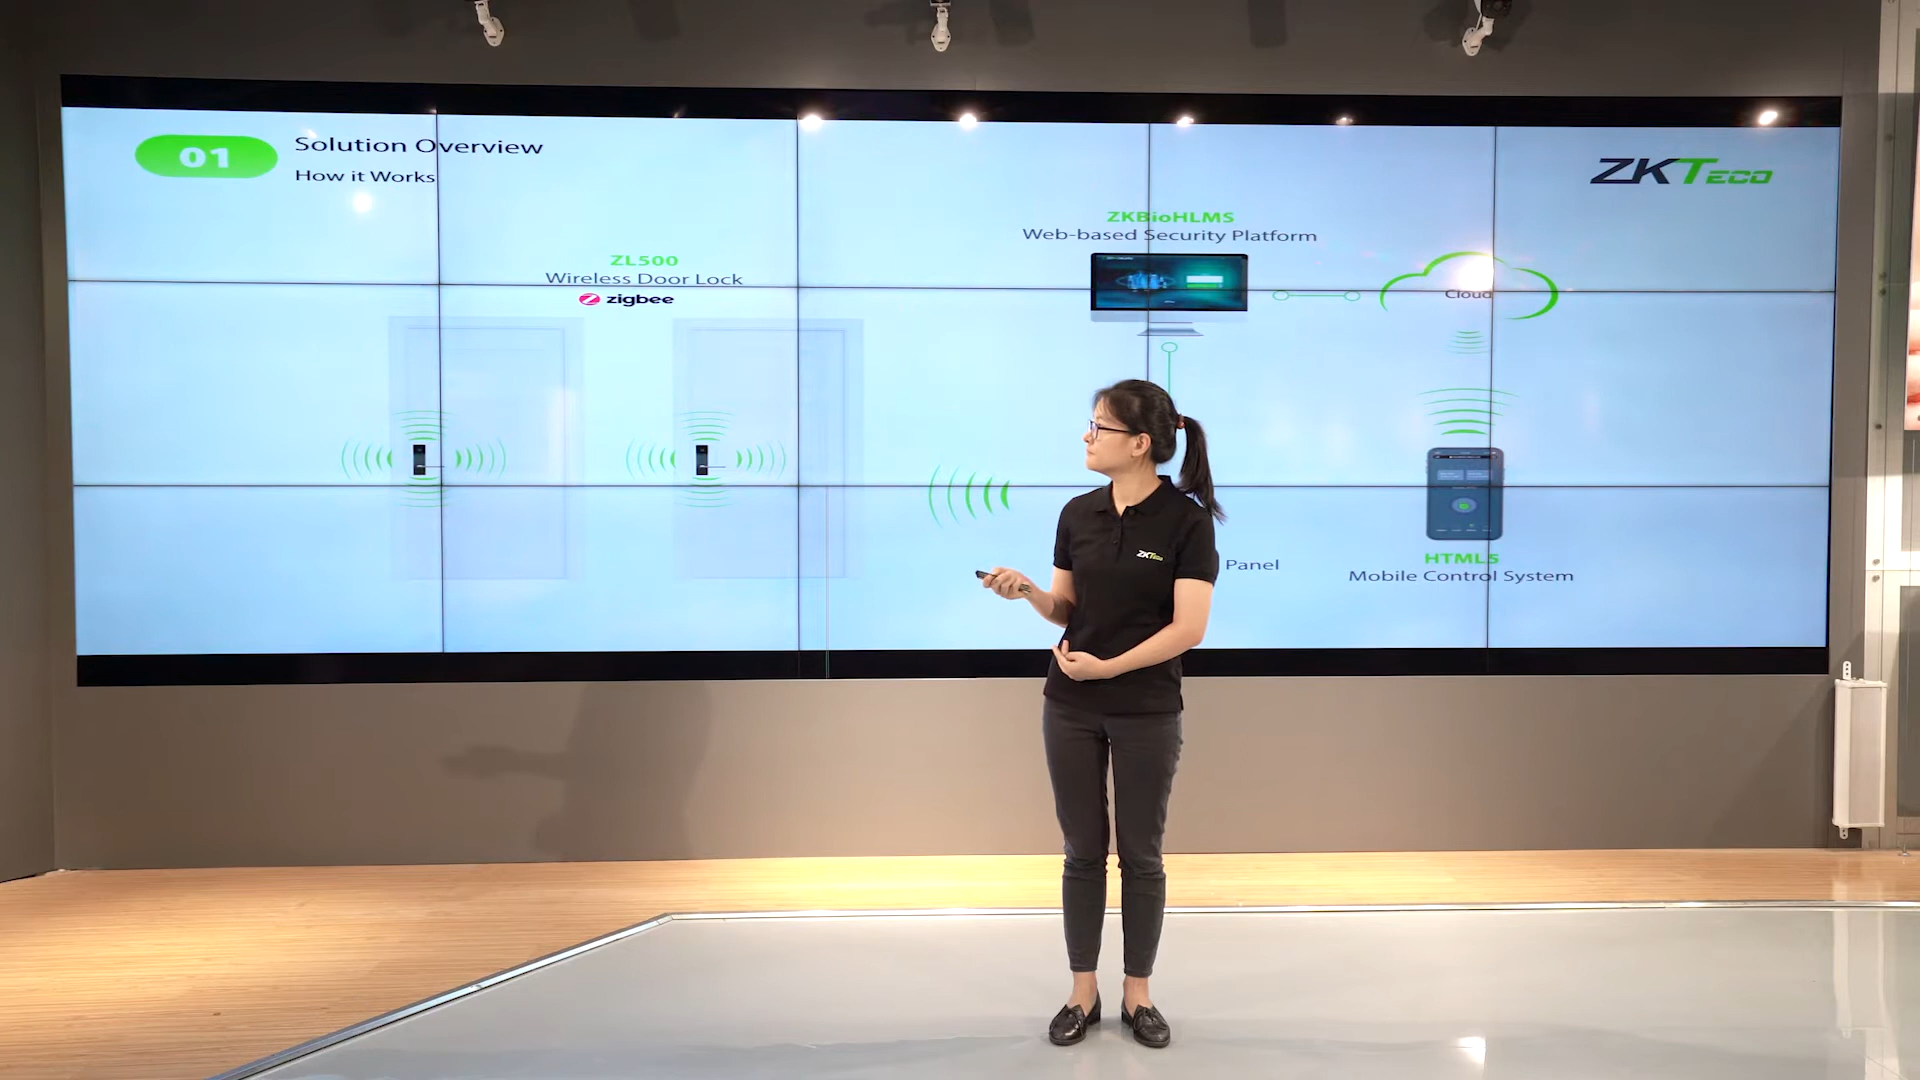 01
Solution Overview
How it Works
ZKTECO
ZKBioHLMS
Web-based Security Platform
ZL500
Wireless Door Lock
zigbee
Cloud
Panel
HTML5
Mobile Control System
ZKTeco